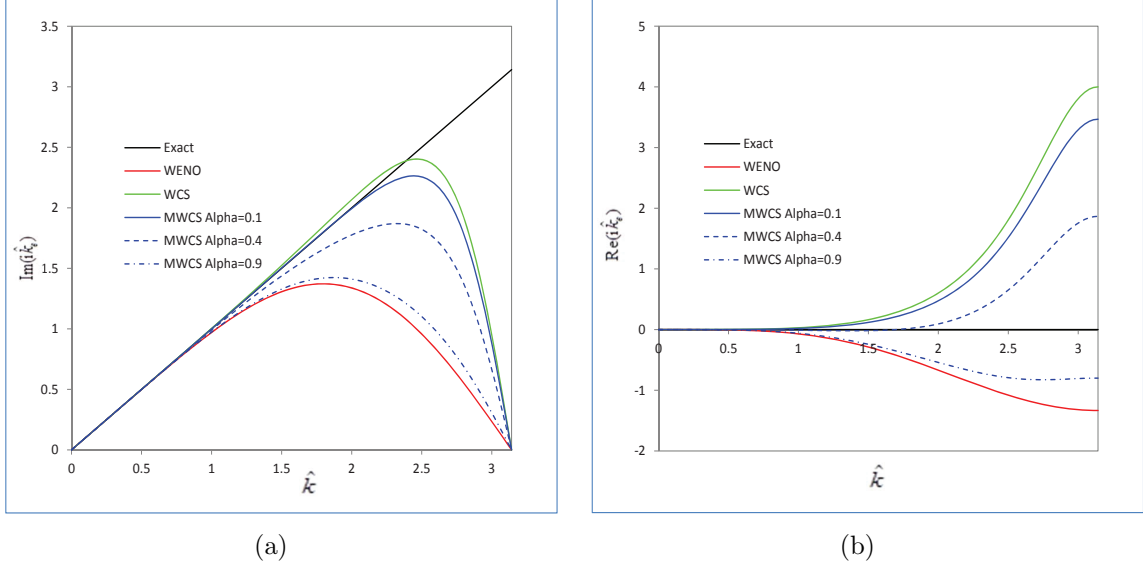 3.5
3
2.5
2
1.5
1
0.5
0
0 0.5 1 1.5 2 2.5 3
Im(ik̂ₑ)
k̂
Exact
WENO
WCS
MWCS Alpha=0.1
MWCS Alpha=0.4
MWCS Alpha=0.9
(a)
5
4
3
2
1
0
-1
-2
0 0.5 1 1.5 2 2.5 3
Re(ik̂ₑ)
k̂
Exact
WENO
WCS
MWCS Alpha=0.1
MWCS Alpha=0.4
MWCS Alpha=0.9
(b)